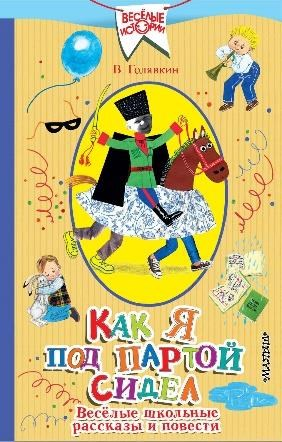 ВЕСЁЛЫЕ
ИСТОРИИ
В. Голявкин
КАК Я
ПОД ПАРТОЙ
СИДЕЛ
Весёлые школьные
рассказы и повести
МАЛЫШ